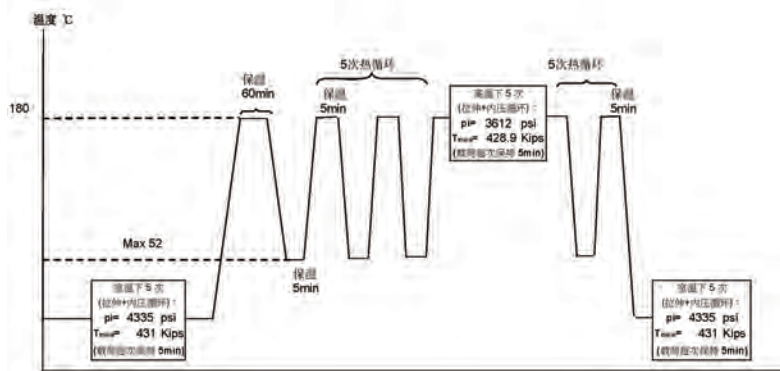 温度 ℃
保温
60min
5次热循环
保温
5min
180
高温下 5 次
(拉伸+内压循环):
pi= 3612 psi
Tmax= 428.9 Kips
(载荷每次保持 5min)
5次热循环
保温
5min
Max 52
保温
5min
室温下 5 次
(拉伸+内压循环):
pi= 4335 psi
Tmax= 431 Kips
(载荷每次保持 5min)
室温下 5 次
(拉伸+内压循环):
pi= 4335 psi
Tmax= 431 Kips
(载荷每次保持 5min)